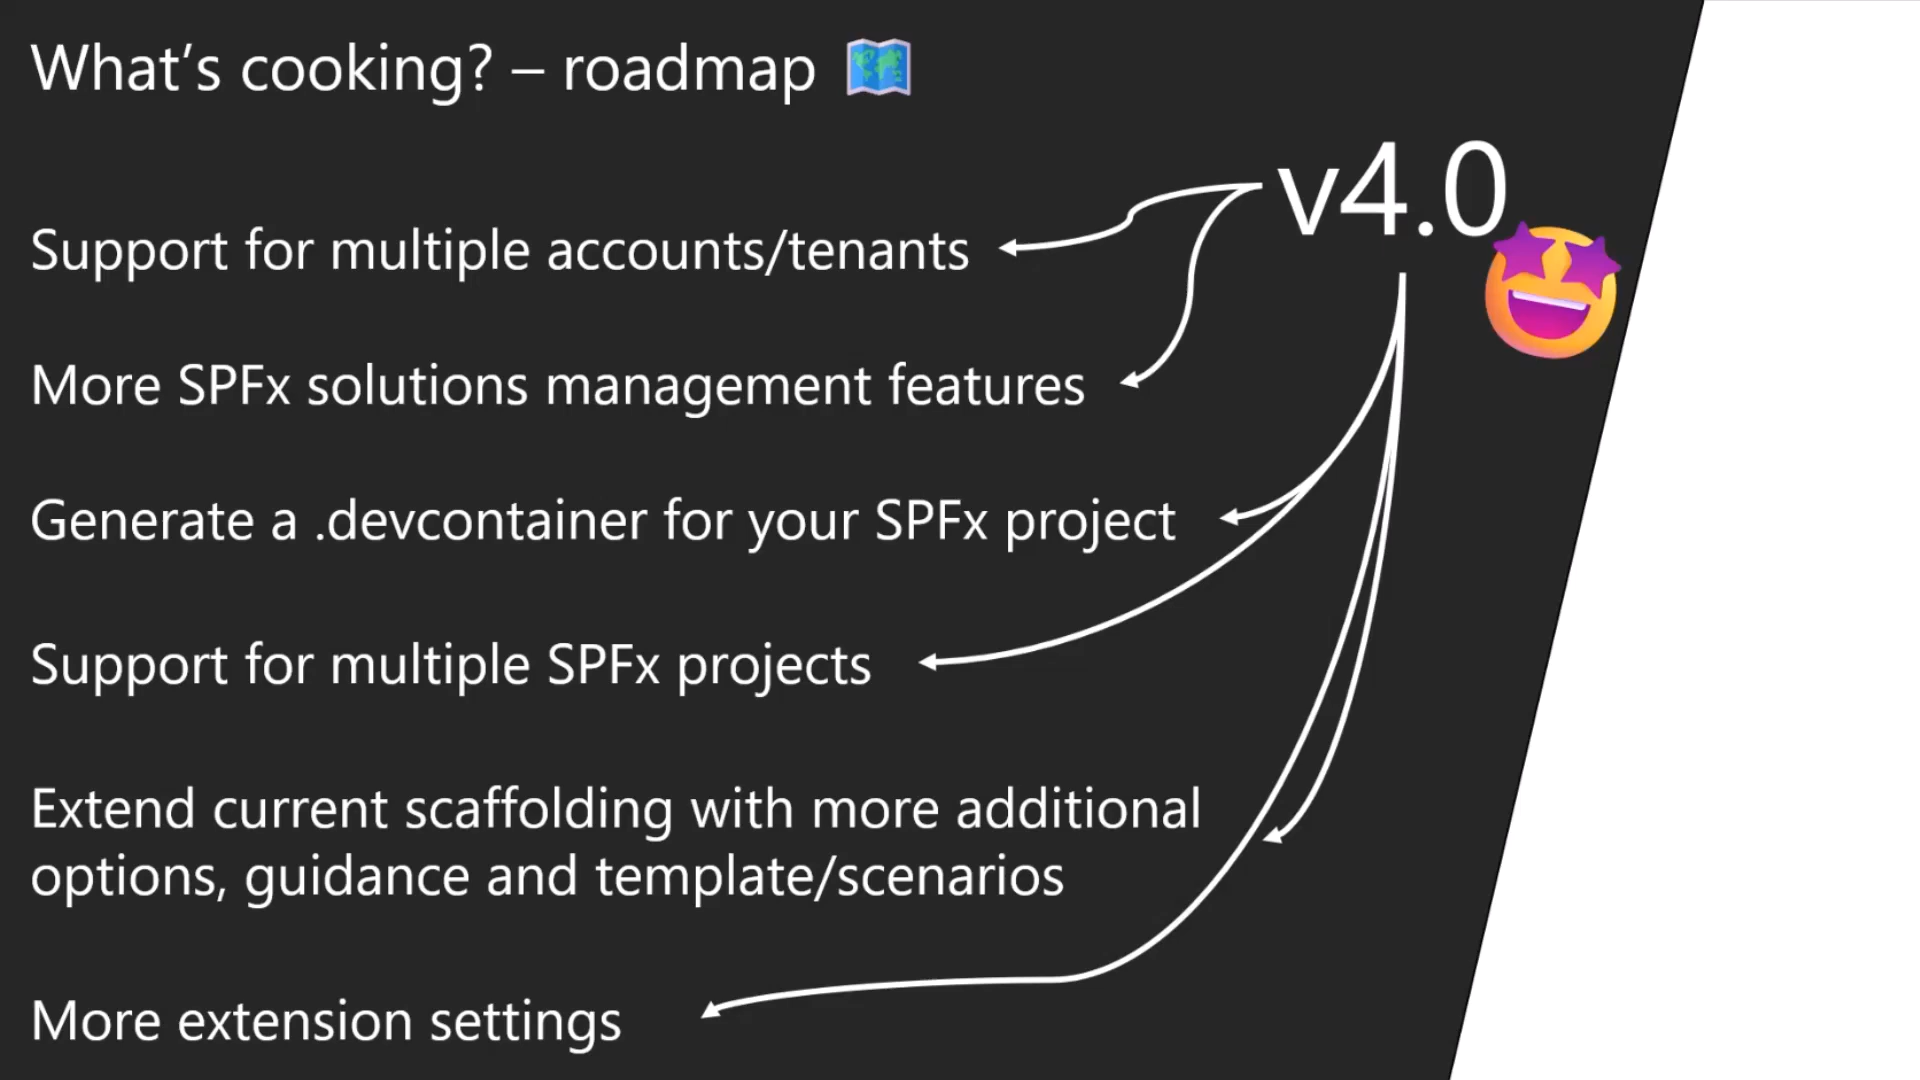 What’s cooking? – roadmap
v4.0
Support for multiple accounts/tenants
More SPFx solutions management features
Generate a .devcontainer for your SPFx project
Support for multiple SPFx projects
Extend current scaffolding with more additional
options, guidance and template/scenarios
More extension settings